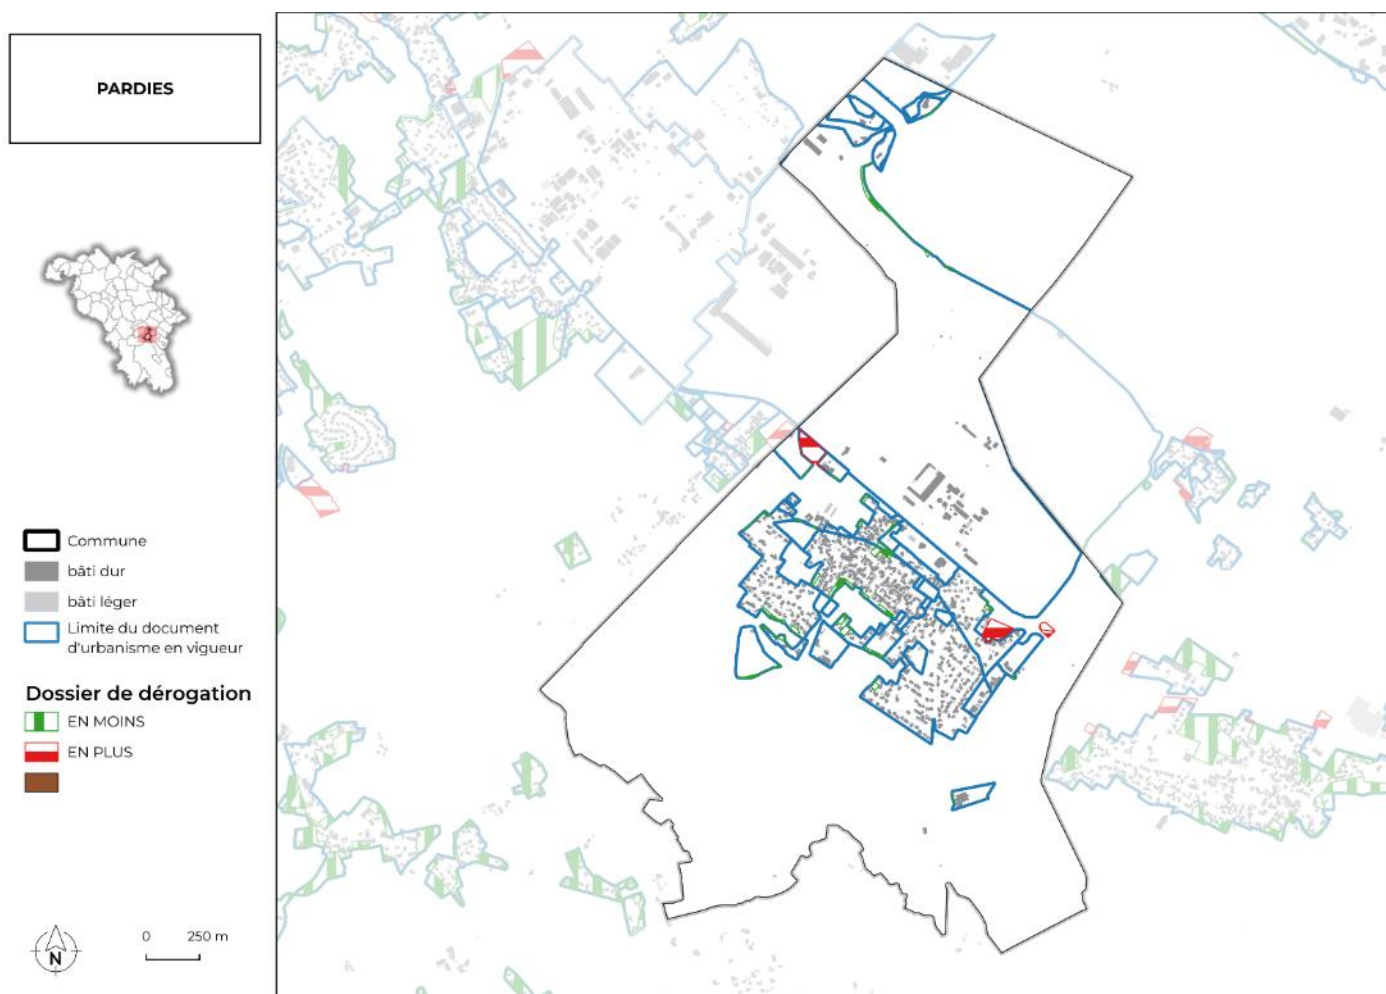 PARDIES
Commune
bâti dur
bâti léger
Limite du document
d'urbanisme en vigueur
Dossier de dérogation
EN MOINS
EN PLUS
0 250 m
N